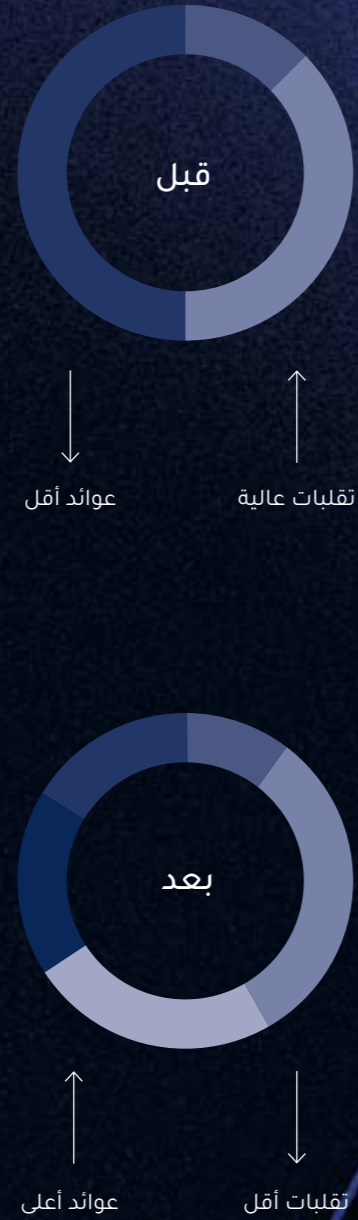 قبل
تقلبات عالية
عوائد أقل
بعد
تقلبات أقل
عوائد أعلى